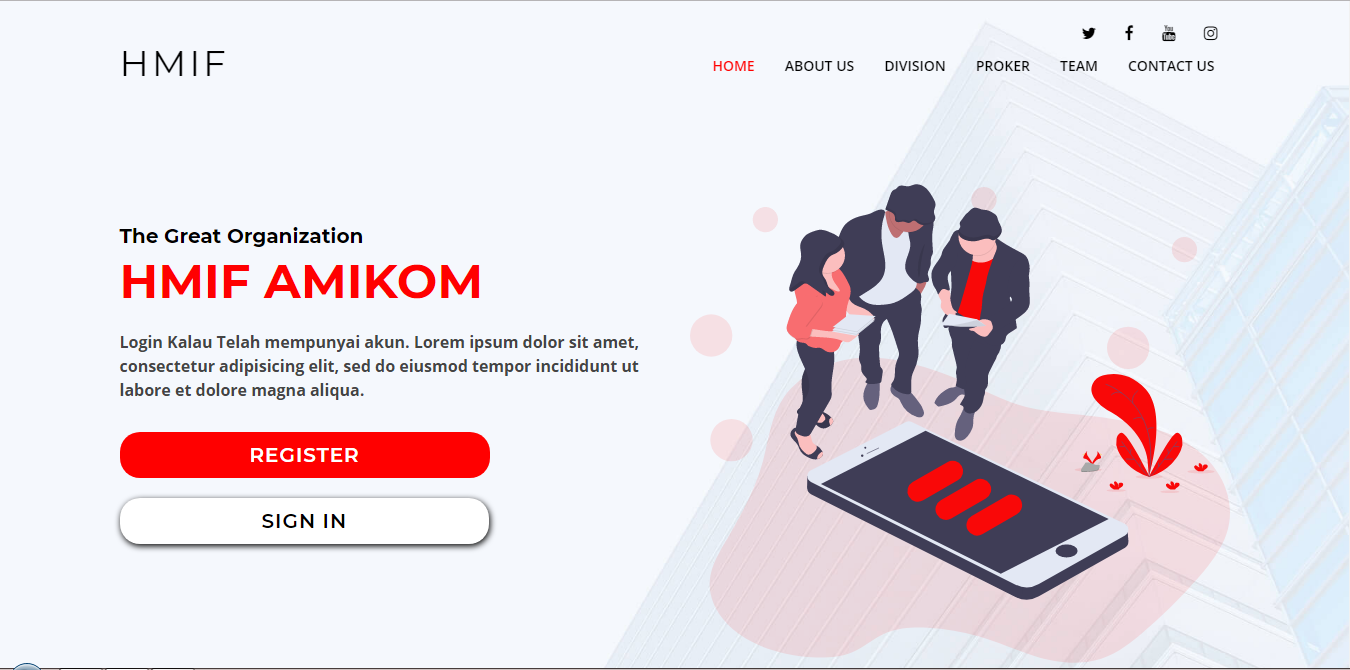 HMIF
HOME ABOUT US DIVISION PROKER TEAM CONTACT US
The Great Organization
HMIF AMIKOM
Login Kalau Telah mempunyai akun. Lorem ipsum dolor sit amet,
consectetur adipisicing elit, sed do eiusmod tempor incididunt ut
labore et dolore magna aliqua.
REGISTER
SIGN IN